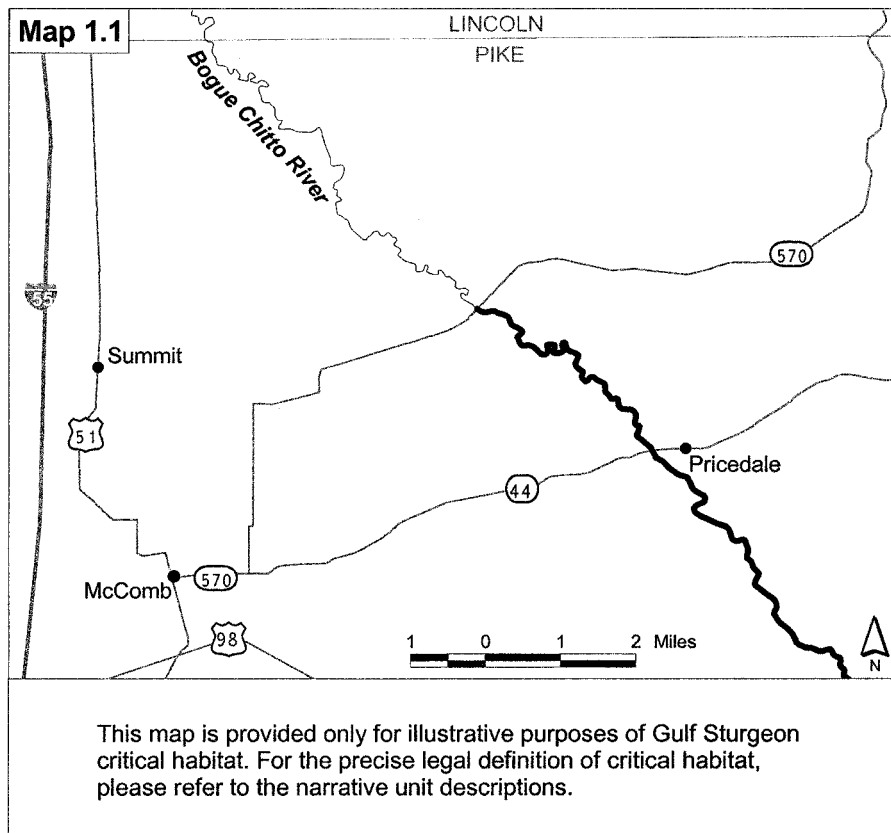 Map 1.1
LINCOLN
PIKE
Bogue Chitto River
570
55
Summit
51
Pricedale
44
McComb
570
98
1 0 1 2 Miles
N
This map is provided only for illustrative purposes of Gulf Sturgeon
critical habitat. For the precise legal definition of critical habitat,
please refer to the narrative unit descriptions.